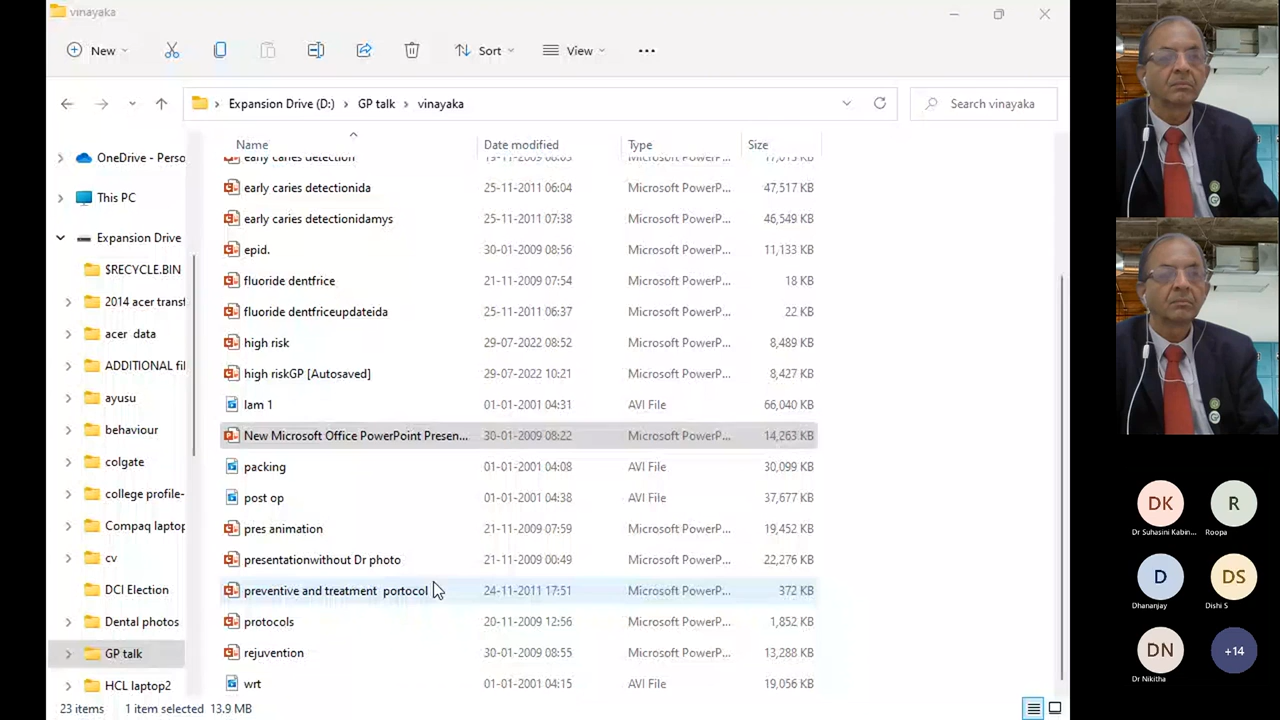 vinayaka
New
Sort
View
Expansion Drive (D:) > GP talk > vinayaka
Search vinayaka
Name Date modified Type Size
OneDrive - Perso
This PC
Expansion Drive
$RECYCLE.BIN
2014 acer transf
acer data
ADDITIONAL fil
ayusu
behaviour
colgate
college profile-
Compaq laptop
cv
DCI Election
Dental photos
GP talk
HCL laptop2
early caries detection
early caries detectionida 25-11-2011 06:04 Microsoft PowerP... 47,517 KB
early caries detectionidamys 25-11-2011 07:38 Microsoft PowerP... 46,549 KB
epid. 30-01-2009 08:56 Microsoft PowerP... 11,133 KB
fluoride dentfrice 21-11-2009 07:54 Microsoft PowerP... 18 KB
fluoride dentfriceupdateida 25-11-2011 06:37 Microsoft PowerP... 22 KB
high risk 29-07-2022 08:52 Microsoft PowerP... 8,489 KB
high riskGP [Autosaved] 29-07-2022 10:21 Microsoft PowerP... 8,427 KB
lam 1 01-01-2001 04:31 AVI File 66,040 KB
New Microsoft Office PowerPoint Presen... 30-01-2009 08:22 Microsoft PowerP... 14,263 KB
packing 01-01-2001 04:08 AVI File 30,099 KB
post op 01-01-2001 04:38 AVI File 37,677 KB
pres animation 21-11-2009 07:59 Microsoft PowerP... 19,452 KB
presentationwithout Dr photo 21-11-2009 00:49 Microsoft PowerP... 22,276 KB
preventive and treatment portocol 24-11-2011 17:51 Microsoft PowerP... 372 KB
protocols 20-11-2009 12:56 Microsoft PowerP... 1,852 KB
rejuvention 30-01-2009 08:55 Microsoft PowerP... 13,288 KB
wrt 01-01-2001 04:15 AVI File 19,056 KB
23 items 1 item selected 13.9 MB
DK R
Dr Suhasini Kabin... Roopa
D DS
Dhananjay Dishi S
DN +14
Dr Nikitha